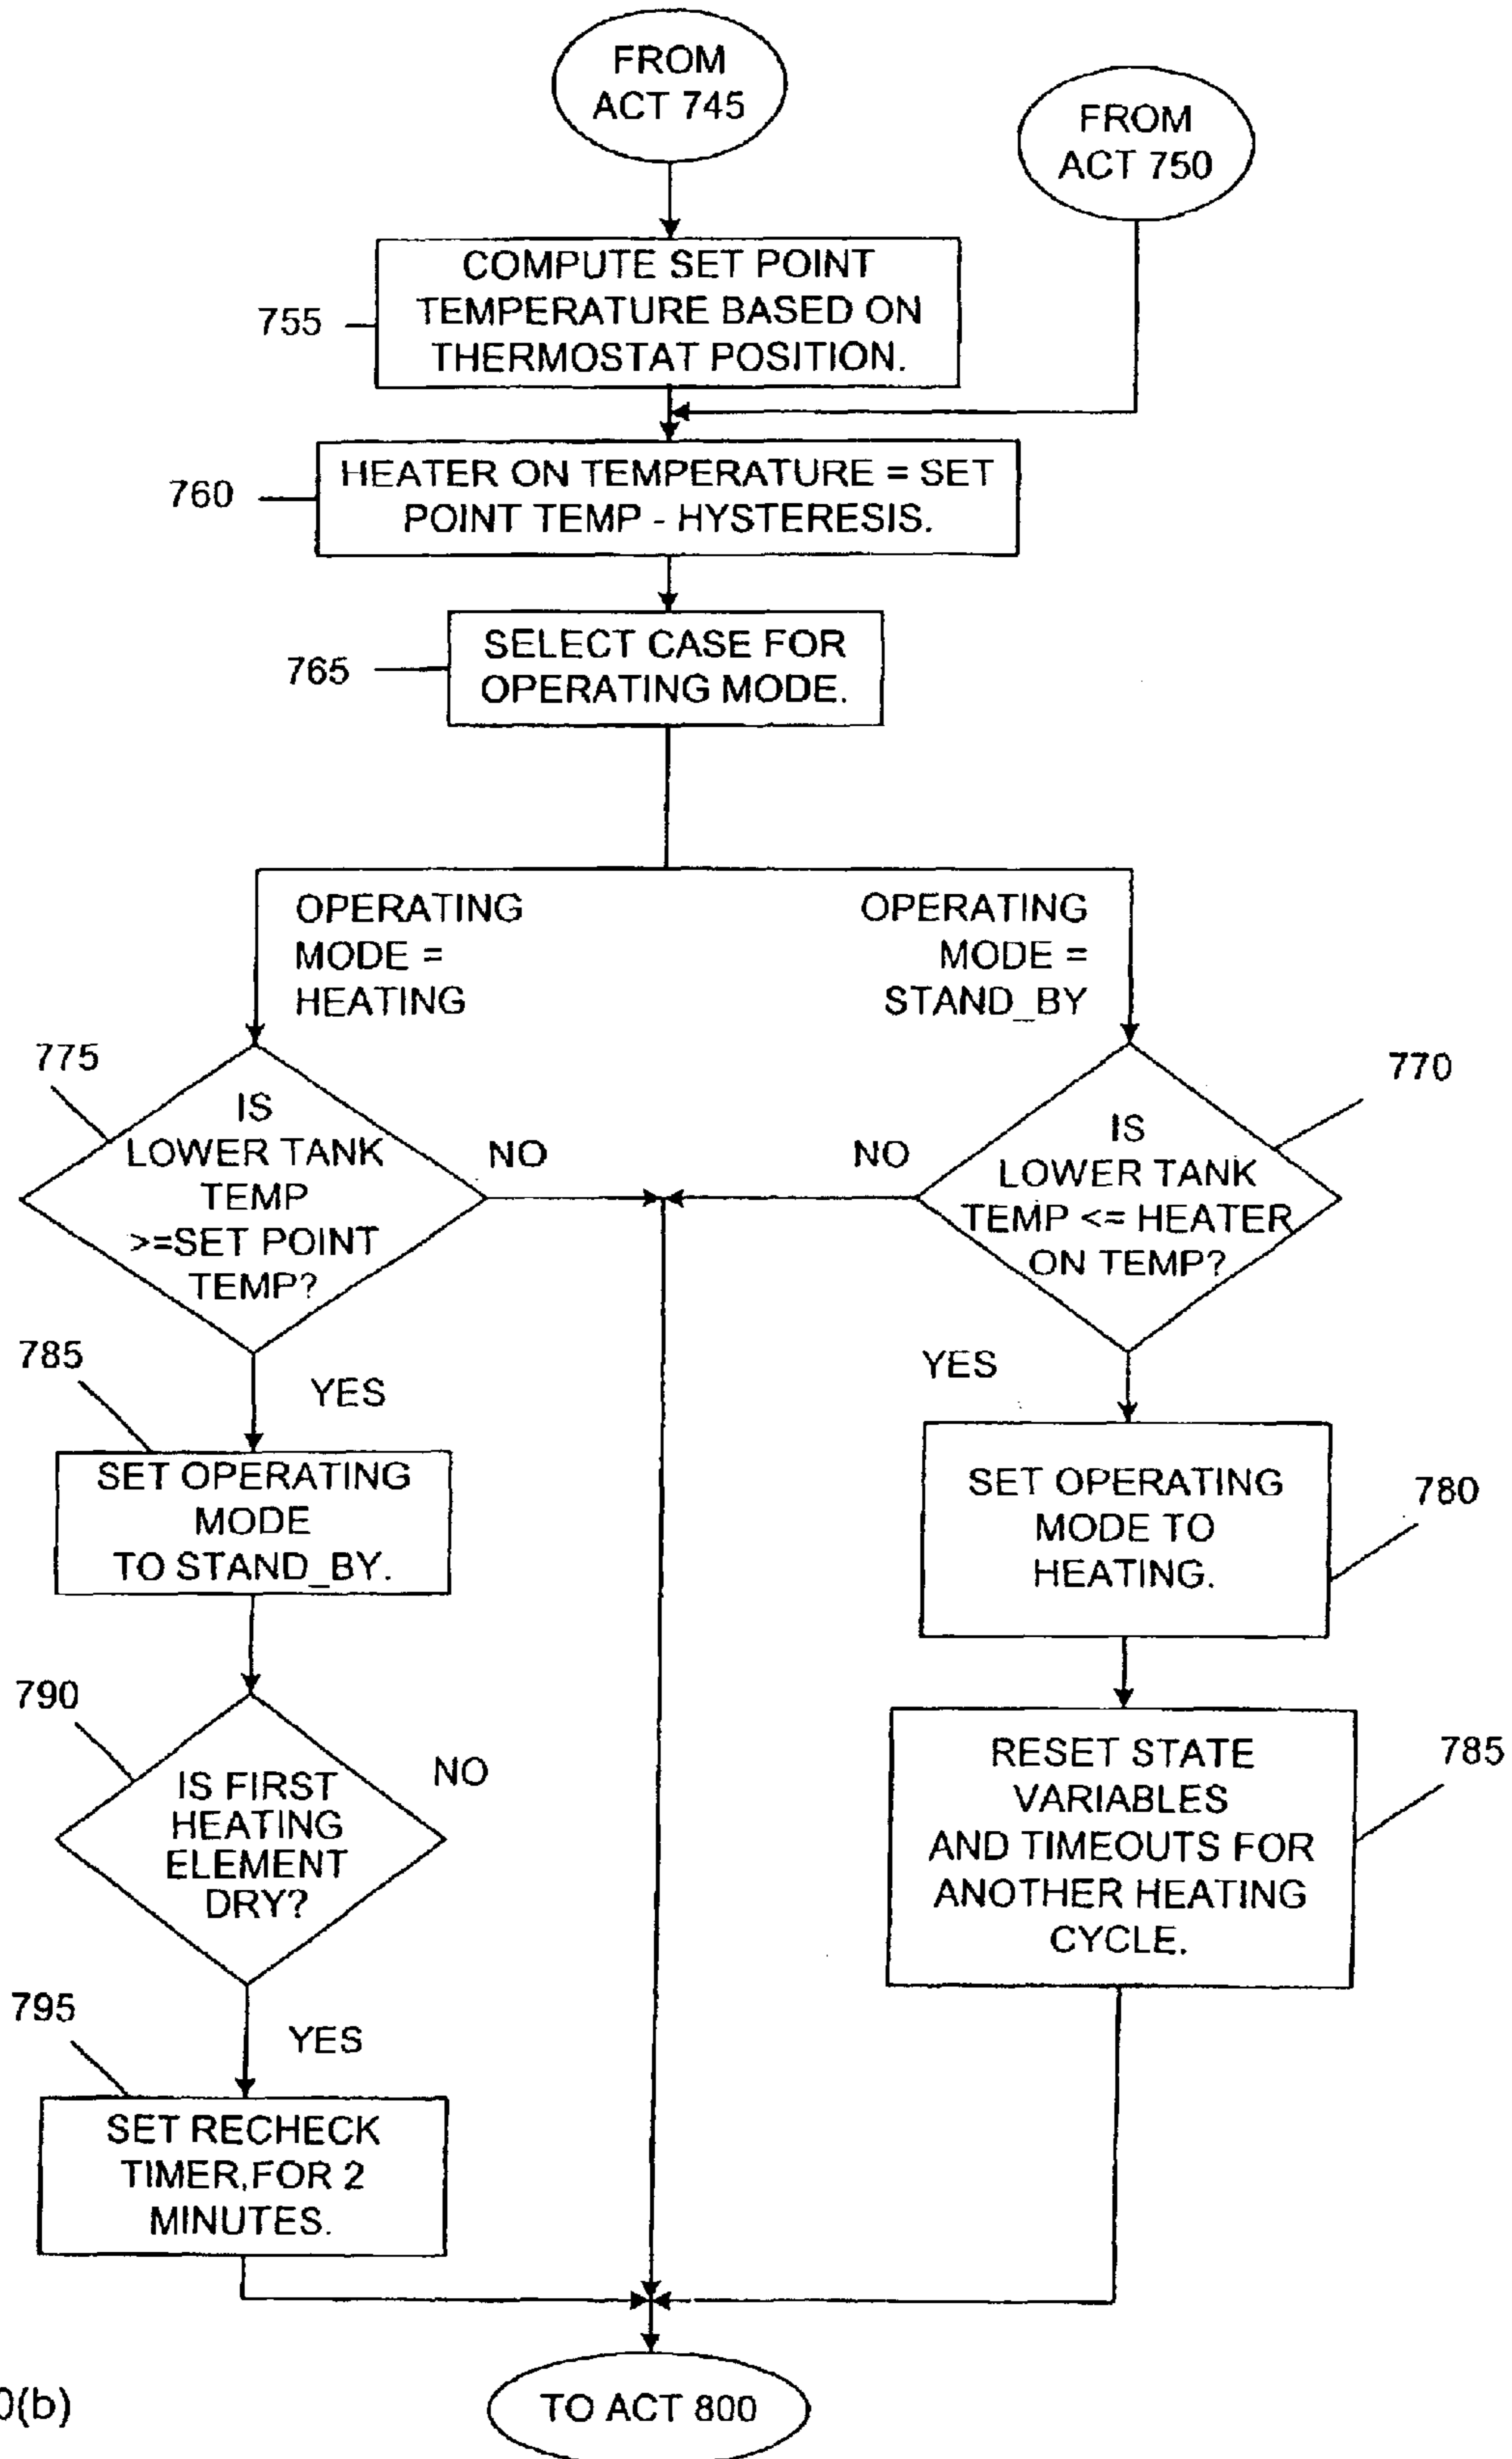 FROM
ACT 745
FROM
ACT 750
755
COMPUTE SET POINT
TEMPERATURE BASED ON
THERMOSTAT POSITION.
760
HEATER ON TEMPERATURE = SET
POINT TEMP - HYSTERESIS.
765
SELECT CASE FOR
OPERATING MODE.
OPERATING
MODE =
HEATING
OPERATING
MODE =
STAND_BY
775
IS
LOWER TANK
TEMP
>=SET POINT
TEMP?
NO
770
IS
LOWER TANK
TEMP <= HEATER
ON TEMP?
NO
785
YES
SET OPERATING
MODE
TO STAND_BY.
YES
780
SET OPERATING
MODE TO
HEATING.
790
IS FIRST
HEATING
ELEMENT
DRY?
NO
785
RESET STATE
VARIABLES
AND TIMEOUTS FOR
ANOTHER HEATING
CYCLE.
795
YES
SET RECHECK
TIMER,FOR 2
MINUTES.
0(b)
TO ACT 800